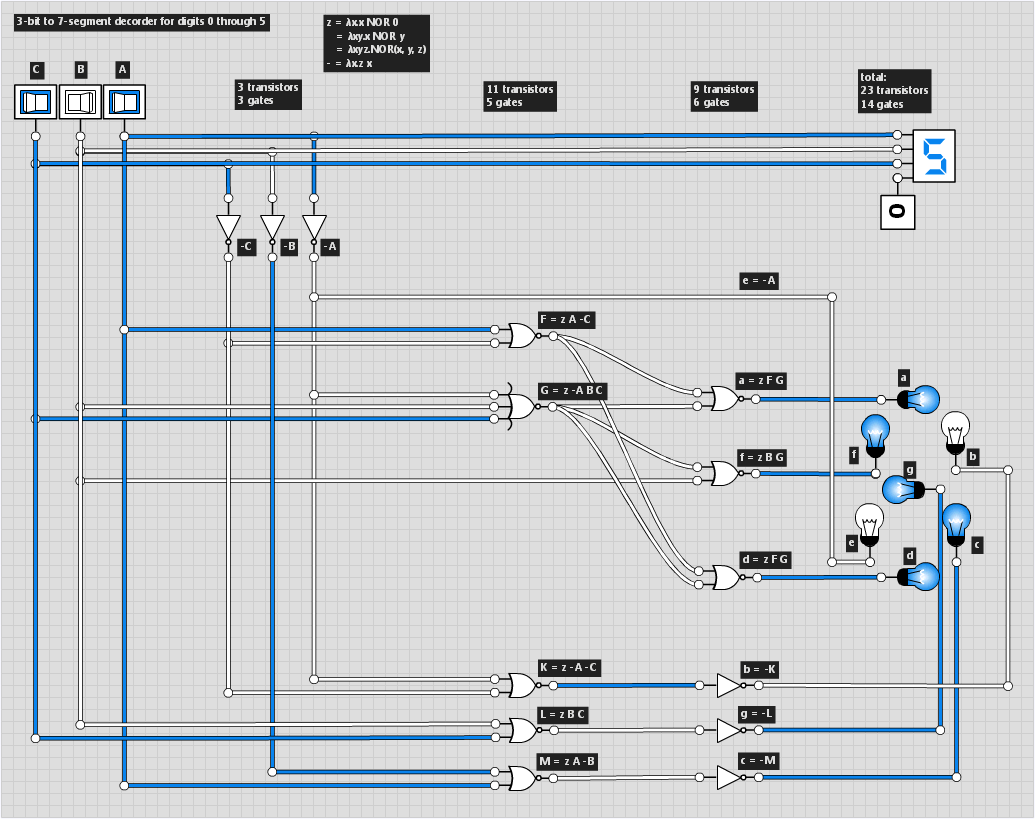 3-bit to 7-segment decorder for digits 0 through 5
z = λx.x NOR 0
= λxy.x NOR y
= λxyz.NOR(x, y, z)
- = λx.z x
C
B
A
3 transistors
3 gates
11 transistors
5 gates
9 transistors
6 gates
total:
23 transistors
14 gates
5
0
-C
-B
-A
e = -A
F = z A -C
G = z -A B C
a = z F G
a
f = z B G
f
b
g
e
c
d = z F G
d
K = z -A -C
b = -K
L = z B C
g = -L
M = z A -B
c = -M